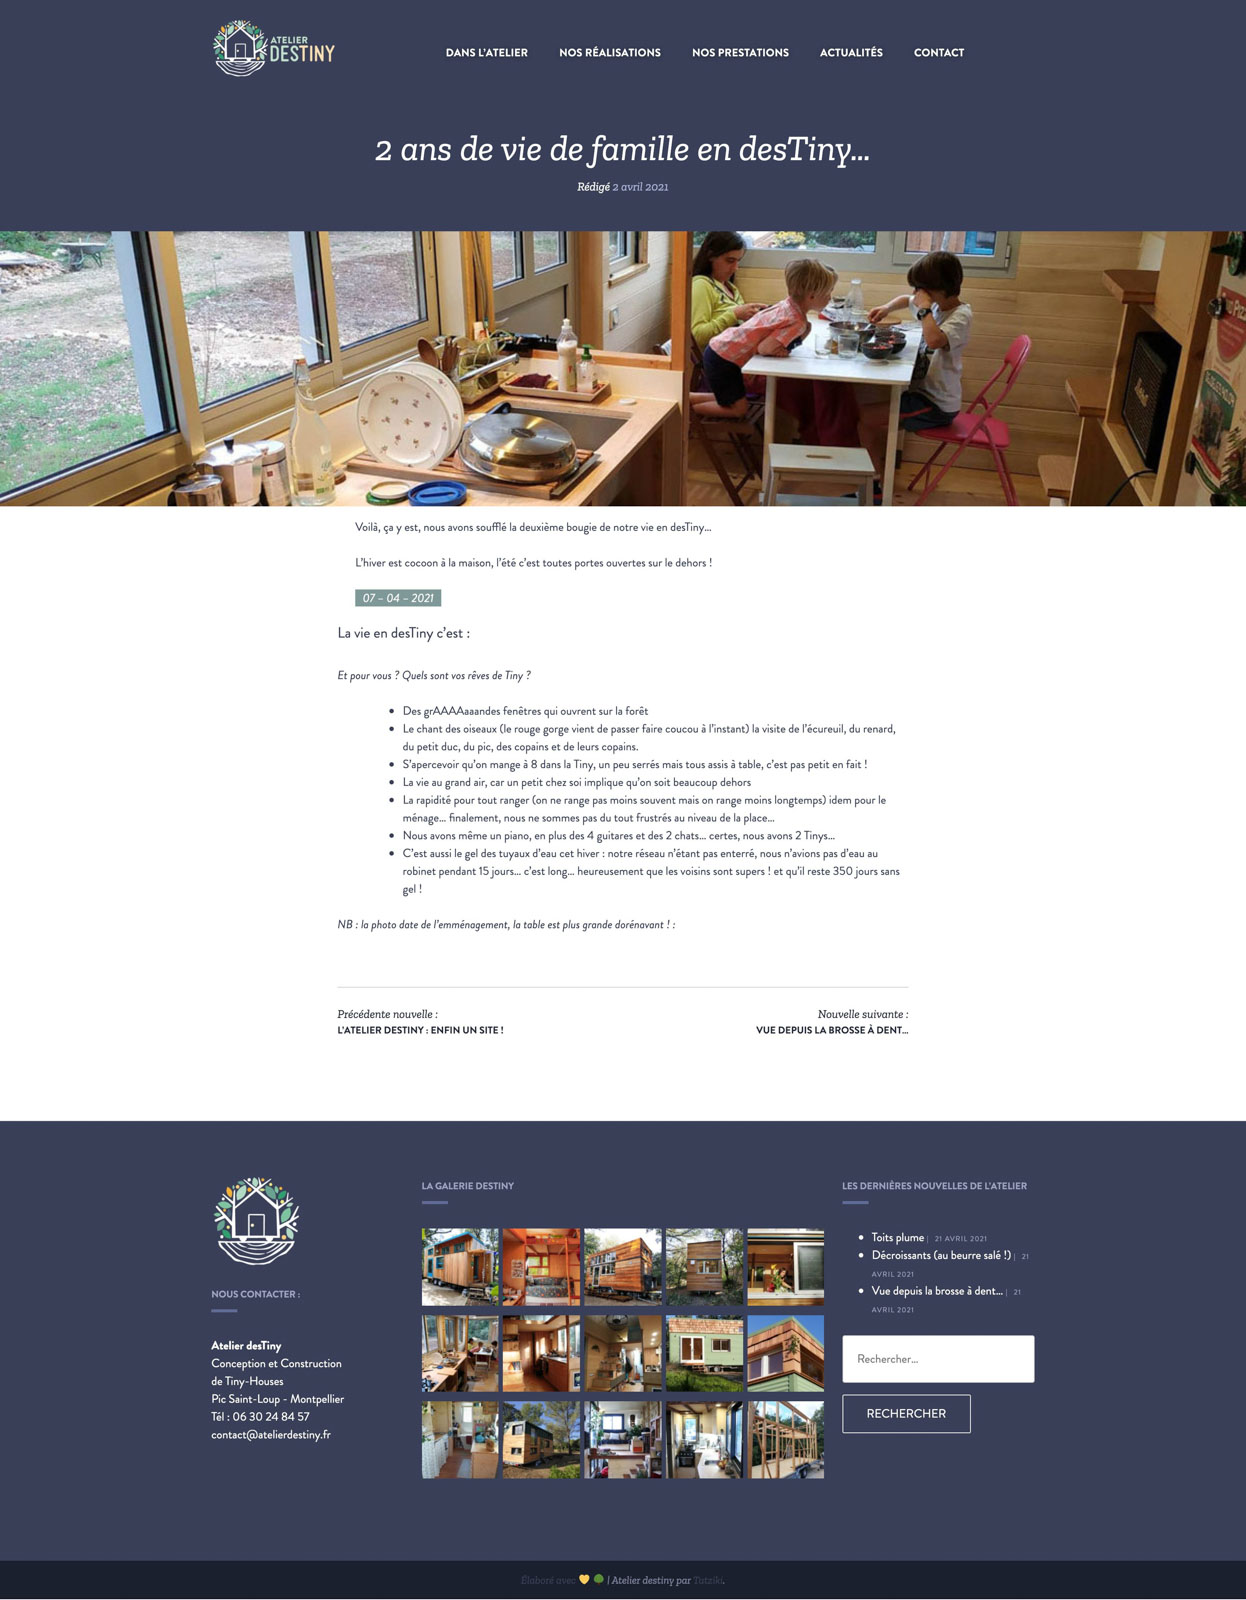 ATELIER
DESTINY
DANS L'ATELIER
NOS RÉALISATIONS
NOS PRESTATIONS
ACTUALITÉS
CONTACT
2 ans de vie de famille en desTiny...
Rédigé 2 avril 2021
Voilà, ça y est, nous avons soufflé la deuxième bougie de notre vie en desTiny...
L'hiver est cocoon à la maison, l'été c'est toutes portes ouvertes sur le dehors !
07 – 04 – 2021
La vie en desTiny c'est :
Et pour vous ? Quels sont vos rêves de Tiny ?
Des grAAAAaaandes fenêtres qui ouvrent sur la forêt
Le chant des oiseaux (le rouge gorge vient de passer faire coucou à l'instant) la visite de l'écureuil, du renard,
du petit duc, du pic, des copains et de leurs copains.
S'apercevoir qu'on mange à 8 dans la Tiny, un peu serrés mais tous assis à table, c'est pas petit en fait !
La vie au grand air, car un petit chez soi implique qu'on soit beaucoup dehors
La rapidité pour tout ranger (on ne range pas moins souvent mais on range moins longtemps) idem pour le
ménage... finalement, nous ne sommes pas du tout frustrés au niveau de la place...
Nous avons même un piano, en plus des 4 guitares et des 2 chats... certes, nous avons 2 Tinys...
C'est aussi le gel des tuyaux d'eau cet hiver : notre réseau n'étant pas enterré, nous n'avions pas d'eau au
robinet pendant 15 jours... c'est long... heureusement que les voisins sont supers ! et qu'il reste 350 jours sans
gel !
NB : la photo date de l'emménagement, la table est plus grande dorénavant ! :
Précédente nouvelle :
L'ATELIER DESTINY : ENFIN UN SITE !
Nouvelle suivante :
VUE DEPUIS LA BROSSE À DENT...
NOUS CONTACTER :
Atelier desTiny
Conception et Construction
de Tiny-Houses
Pic Saint-Loup - Montpellier
Tél : 06 30 24 84 57
contact@atelierdestiny.fr
LA GALERIE DESTINY
LES DERNIÈRES NOUVELLES DE L'ATELIER
Toits plume | 21 AVRIL 2021
Décroissants (au beurre salé !) | 21
AVRIL 2021
Vue depuis la brosse à dent... | 21
AVRIL 2021
Rechercher...
RECHERCHER
Élaboré avec | Atelier destiny par Tatziki.